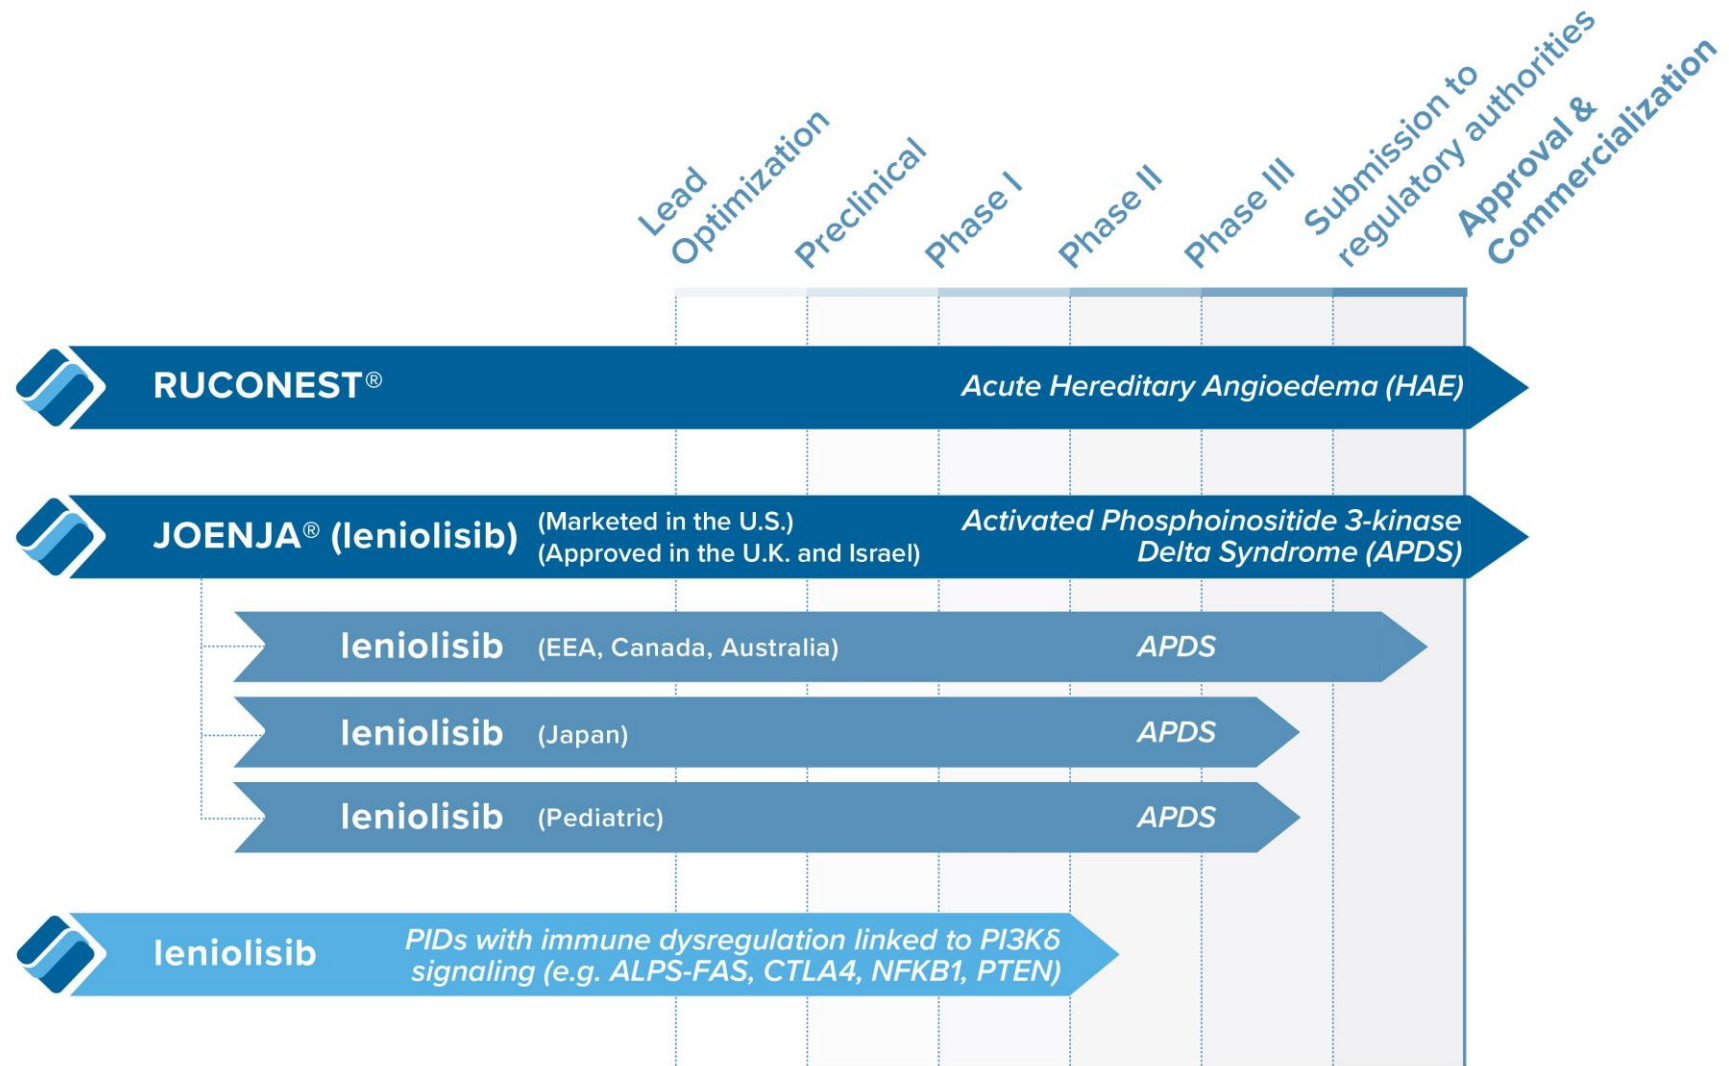 Lead
Optimization
Preclinical
Phase I
Phase II
Phase III
Submission to
regulatory authorities
Approval &
Commercialization
RUCONEST®
Acute Hereditary Angioedema (HAE)
JOENJA® (leniolisib)
(Marketed in the U.S.)
(Approved in the U.K. and Israel)
Activated Phosphoinositide 3-kinase
Delta Syndrome (APDS)
leniolisib (EEA, Canada, Australia) APDS
leniolisib (Japan) APDS
leniolisib (Pediatric) APDS
leniolisib
PIDs with immune dysregulation linked to PI3Kδ
signaling (e.g. ALPS-FAS, CTLA4, NFKB1, PTEN)